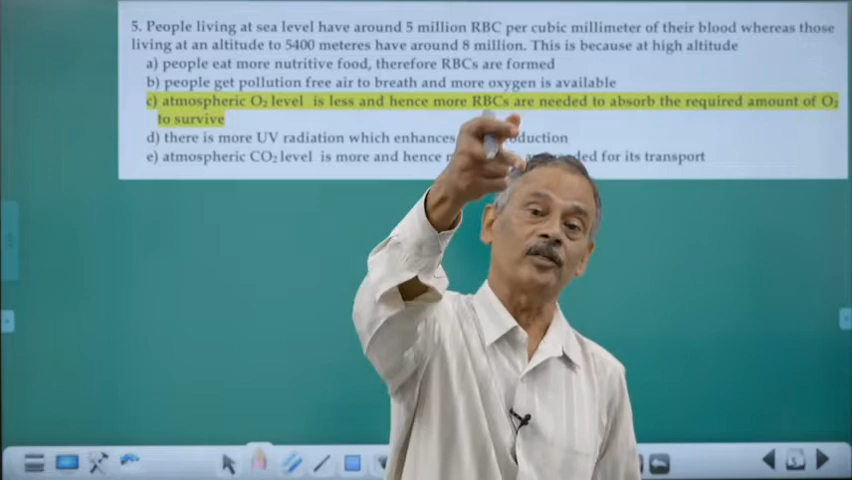 5. People living at sea level have around 5 million RBC per cubic millimeter of their blood whereas those
living at an altitude to 5400 meteres have around 8 million. This is because at high altitude
a) people eat more nutritive food, therefore RBCs are formed
b) people get pollution free air to breath and more oxygen is available
c) atmospheric O₂ level is less and hence more RBCs are needed to absorb the required amount of O₂
to survive
d) there is more UV radiation which enhances
e) atmospheric CO₂ level is more and hence for its transport
5